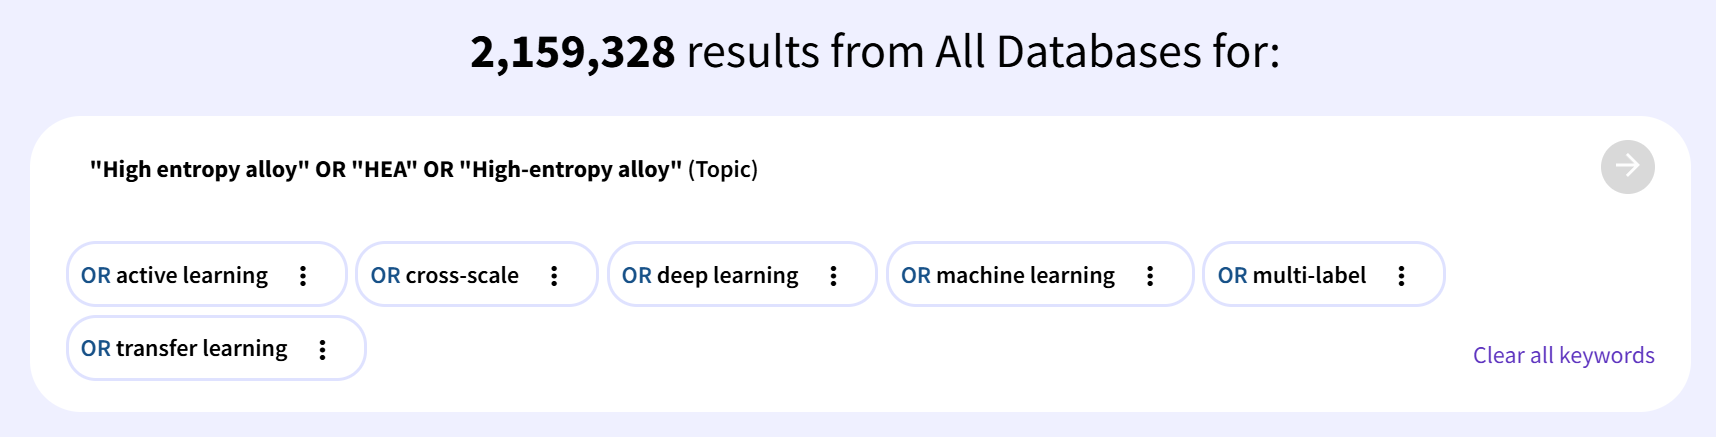 2,159,328 results from All Databases for:
"High entropy alloy" OR "HEA" OR "High-entropy alloy" (Topic)
OR active learning OR cross-scale OR deep learning OR machine learning OR multi-label
OR transfer learning
Clear all keywords